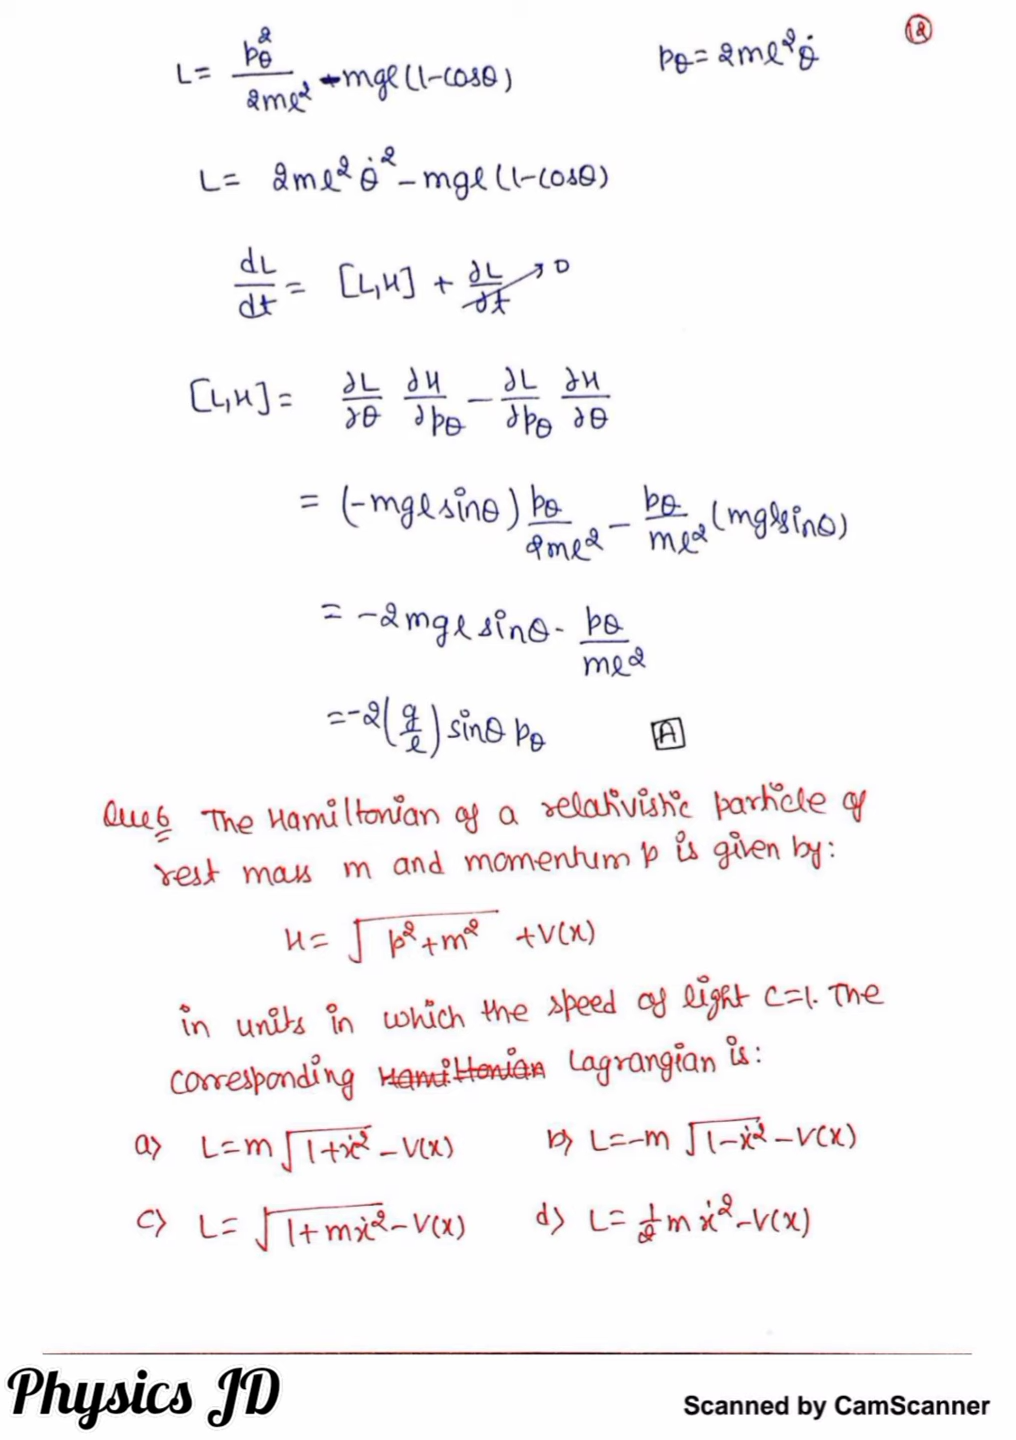 12
L = pθ²/2ml² - mgl(1-cosθ)    pθ = 2ml²θ̇
L = 2ml²θ̇² - mgl(1-cosθ)
dL/dt = [L,H] + ∂L/∂t → 0
[L,H] = ∂L/∂θ ∂H/∂pθ - ∂L/∂pθ ∂H/∂θ
= (-mgl sinθ) pθ/2ml² - pθ/ml² (mgl sinθ)
= -2mgl sinθ · pθ/ml²
= -2(g/l) sinθ pθ    A
Que6 The Hamiltonian of a relativistic particle of
rest mass m and momentum p is given by:
H = √(p²+m²) + V(x)
in units in which the speed of light C=1. The
corresponding Hamiltonian Lagrangian is:
a) L = m√(1+ẋ²) - V(x)    b) L = -m√(1-ẋ²) - V(x)
c) L = √(1+mẋ²) - V(x)    d) L = 1/2 mẋ² - V(x)
Physics JD
Scanned by CamScanner